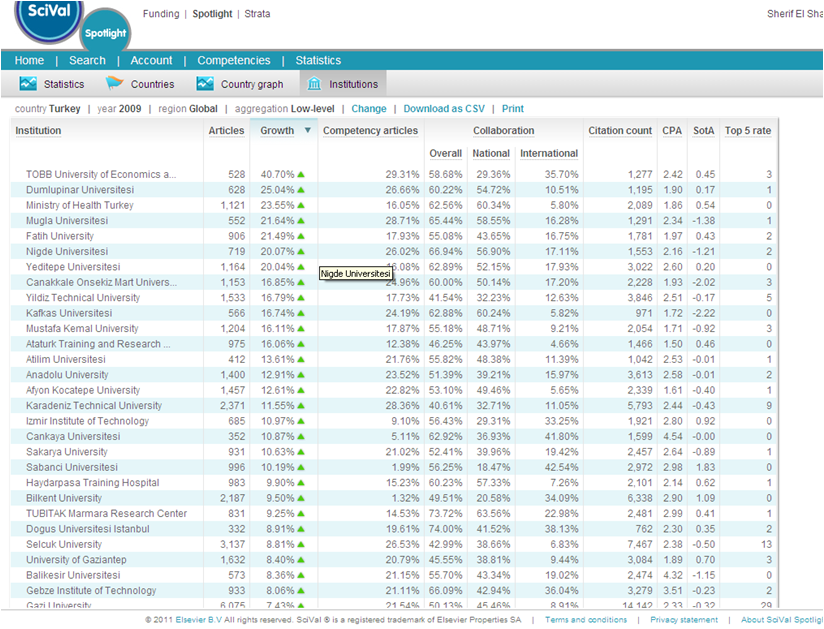 SciVal
Spotlight
Funding | Spotlight | Strata
Sherif El Sha
Home | Search | Account | Competencies | Statistics
Statistics Countries Country graph Institutions
country Turkey | year 2009 | region Global | aggregation Low-level | Change | Download as CSV | Print
Institution Articles Growth ▼ Competency articles Collaboration Citation count CPA SotA Top 5 rate
Overall National International
TOBB University of Economics a... 528 40.70% 29.31% 58.68% 29.36% 35.70% 1,277 2.42 0.45 3
Dumlupinar Universitesi 628 25.04% 26.66% 60.22% 54.72% 10.51% 1,195 1.90 0.17 1
Ministry of Health Turkey 1,121 23.55% 16.05% 62.56% 60.34% 5.80% 2,089 1.86 0.54 0
Mugla Universitesi 552 21.64% 28.71% 65.44% 58.55% 16.28% 1,291 2.34 -1.38 1
Fatih University 906 21.49% 17.93% 55.08% 43.65% 16.75% 1,781 1.97 0.43 2
Nigde Universitesi 719 20.07% 26.02% 66.94% 56.90% 17.11% 1,553 2.16 -1.21 2
Yeditepe Universitesi 1,164 20.04% 62.89% 52.15% 17.93% 3,022 2.60 0.20 0
Nigde Universitesi
Canakkale Onsekiz Mart Univers... 1,153 16.85% 24.96% 60.00% 50.14% 17.20% 2,228 1.93 -2.02 3
Yildiz Technical University 1,533 16.79% 17.73% 41.54% 32.23% 12.63% 3,846 2.51 -0.17 5
Kafkas Universitesi 566 16.74% 24.19% 62.88% 60.24% 5.82% 971 1.72 -2.22 0
Mustafa Kemal University 1,204 16.11% 17.87% 55.18% 48.71% 9.21% 2,054 1.71 -0.92 3
Ataturk Training and Research ... 975 16.06% 12.38% 46.25% 43.97% 4.66% 1,466 1.50 0.46 0
Atilim Universitesi 412 13.61% 21.76% 55.82% 48.38% 11.39% 1,042 2.53 -0.01 1
Anadolu University 1,400 12.91% 23.52% 51.39% 39.21% 15.97% 3,613 2.58 -0.01 2
Afyon Kocatepe University 1,457 12.61% 22.82% 53.10% 49.46% 5.65% 2,339 1.61 -0.40 1
Karadeniz Technical University 2,371 11.55% 28.36% 40.61% 32.71% 11.05% 5,793 2.44 -0.43 9
Izmir Institute of Technology 685 10.97% 9.10% 56.43% 29.31% 33.25% 1,921 2.80 0.92 0
Cankaya Universitesi 352 10.87% 5.11% 62.92% 36.93% 41.80% 1,599 4.54 -0.00 0
Sakarya University 931 10.63% 21.02% 52.41% 39.96% 19.42% 2,457 2.64 -0.89 1
Sabanci Universitesi 996 10.19% 1.99% 56.25% 18.47% 42.54% 2,972 2.98 1.83 0
Haydarpasa Training Hospital 983 9.90% 15.23% 60.23% 57.33% 7.26% 2,101 2.14 0.62 1
Bilkent University 2,187 9.50% 1.32% 49.51% 20.58% 34.09% 6,338 2.90 1.09 0
TUBITAK Marmara Research Center 831 9.25% 14.53% 73.72% 63.56% 22.98% 2,481 2.99 0.41 1
Dogus Universitesi Istanbul 332 8.91% 19.61% 74.00% 41.52% 38.13% 762 2.30 0.35 2
Selcuk University 3,137 8.81% 26.53% 42.99% 38.66% 6.83% 7,467 2.38 -0.50 13
University of Gaziantep 1,632 8.40% 20.79% 45.55% 38.81% 9.44% 3,084 1.89 0.70 3
Balikesir Universitesi 573 8.36% 21.15% 55.70% 43.34% 19.02% 2,474 4.32 -1.15 0
Gebze Institute of Technology 933 8.06% 21.11% 66.09% 42.94% 36.04% 3,279 3.51 -0.23 2
Gazi University 6,075 7.43% 21.54% 50.13% 45.46% 8.91% 14,142 2.33 -0.32 29
© 2011 Elsevier B.V All rights reserved. SciVal ® is a registered trademark of Elsevier Properties SA | Terms and conditions | Privacy statement | About SciVal Spotlig